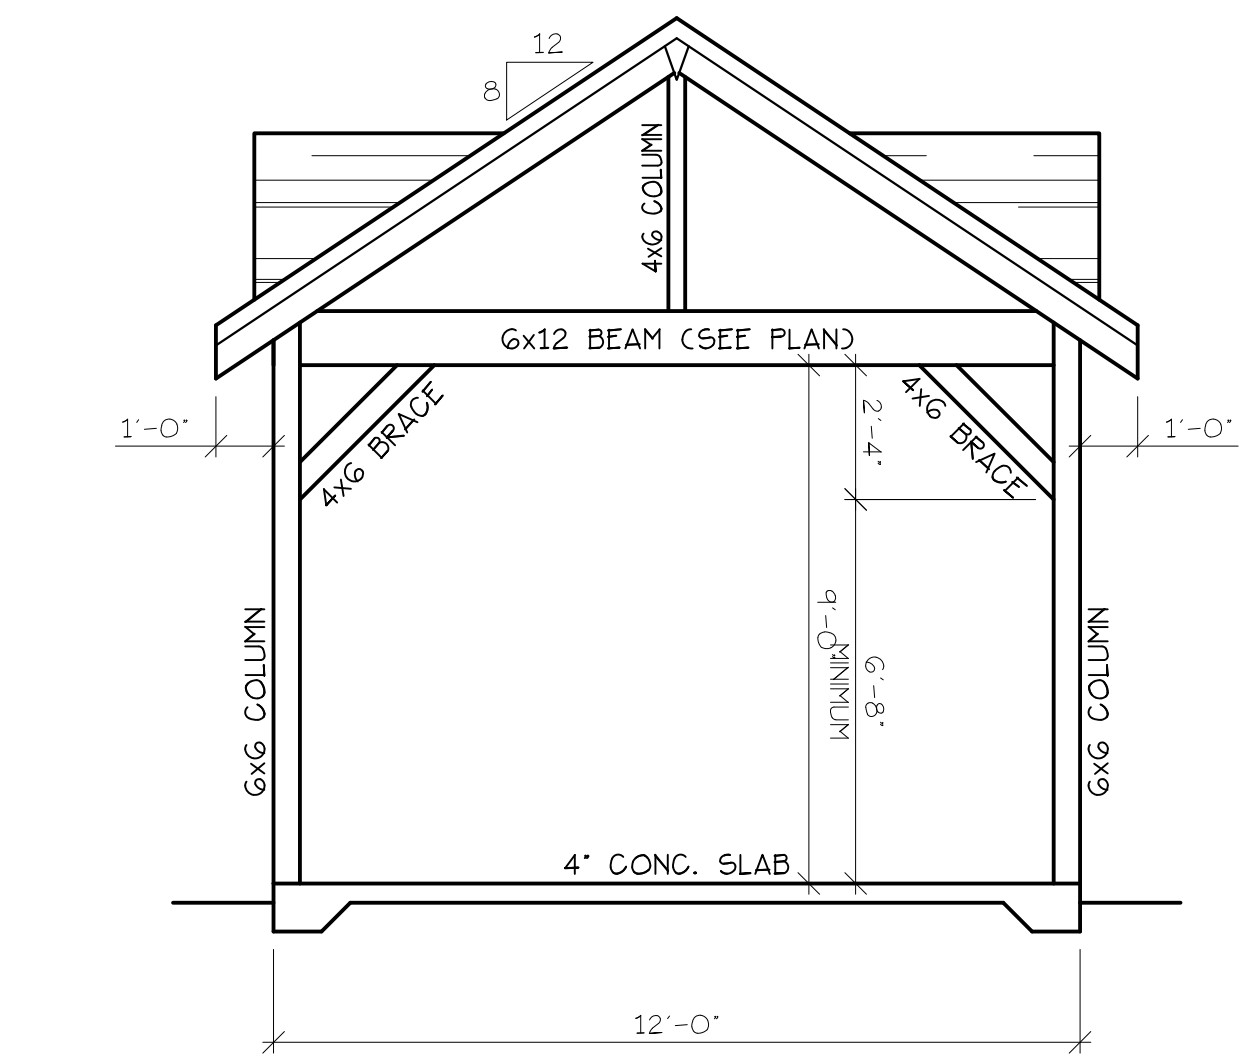 12
8
4x6 COLUMN
6x12 BEAM (SEE PLAN)
1'-0"
4x6 BRACE
2'-4"
4x6 BRACE
1'-0"
9'-0"
MINIMUM
6'-8"
6x6 COLUMN
6x6 COLUMN
4" CONC. SLAB
12'-0"